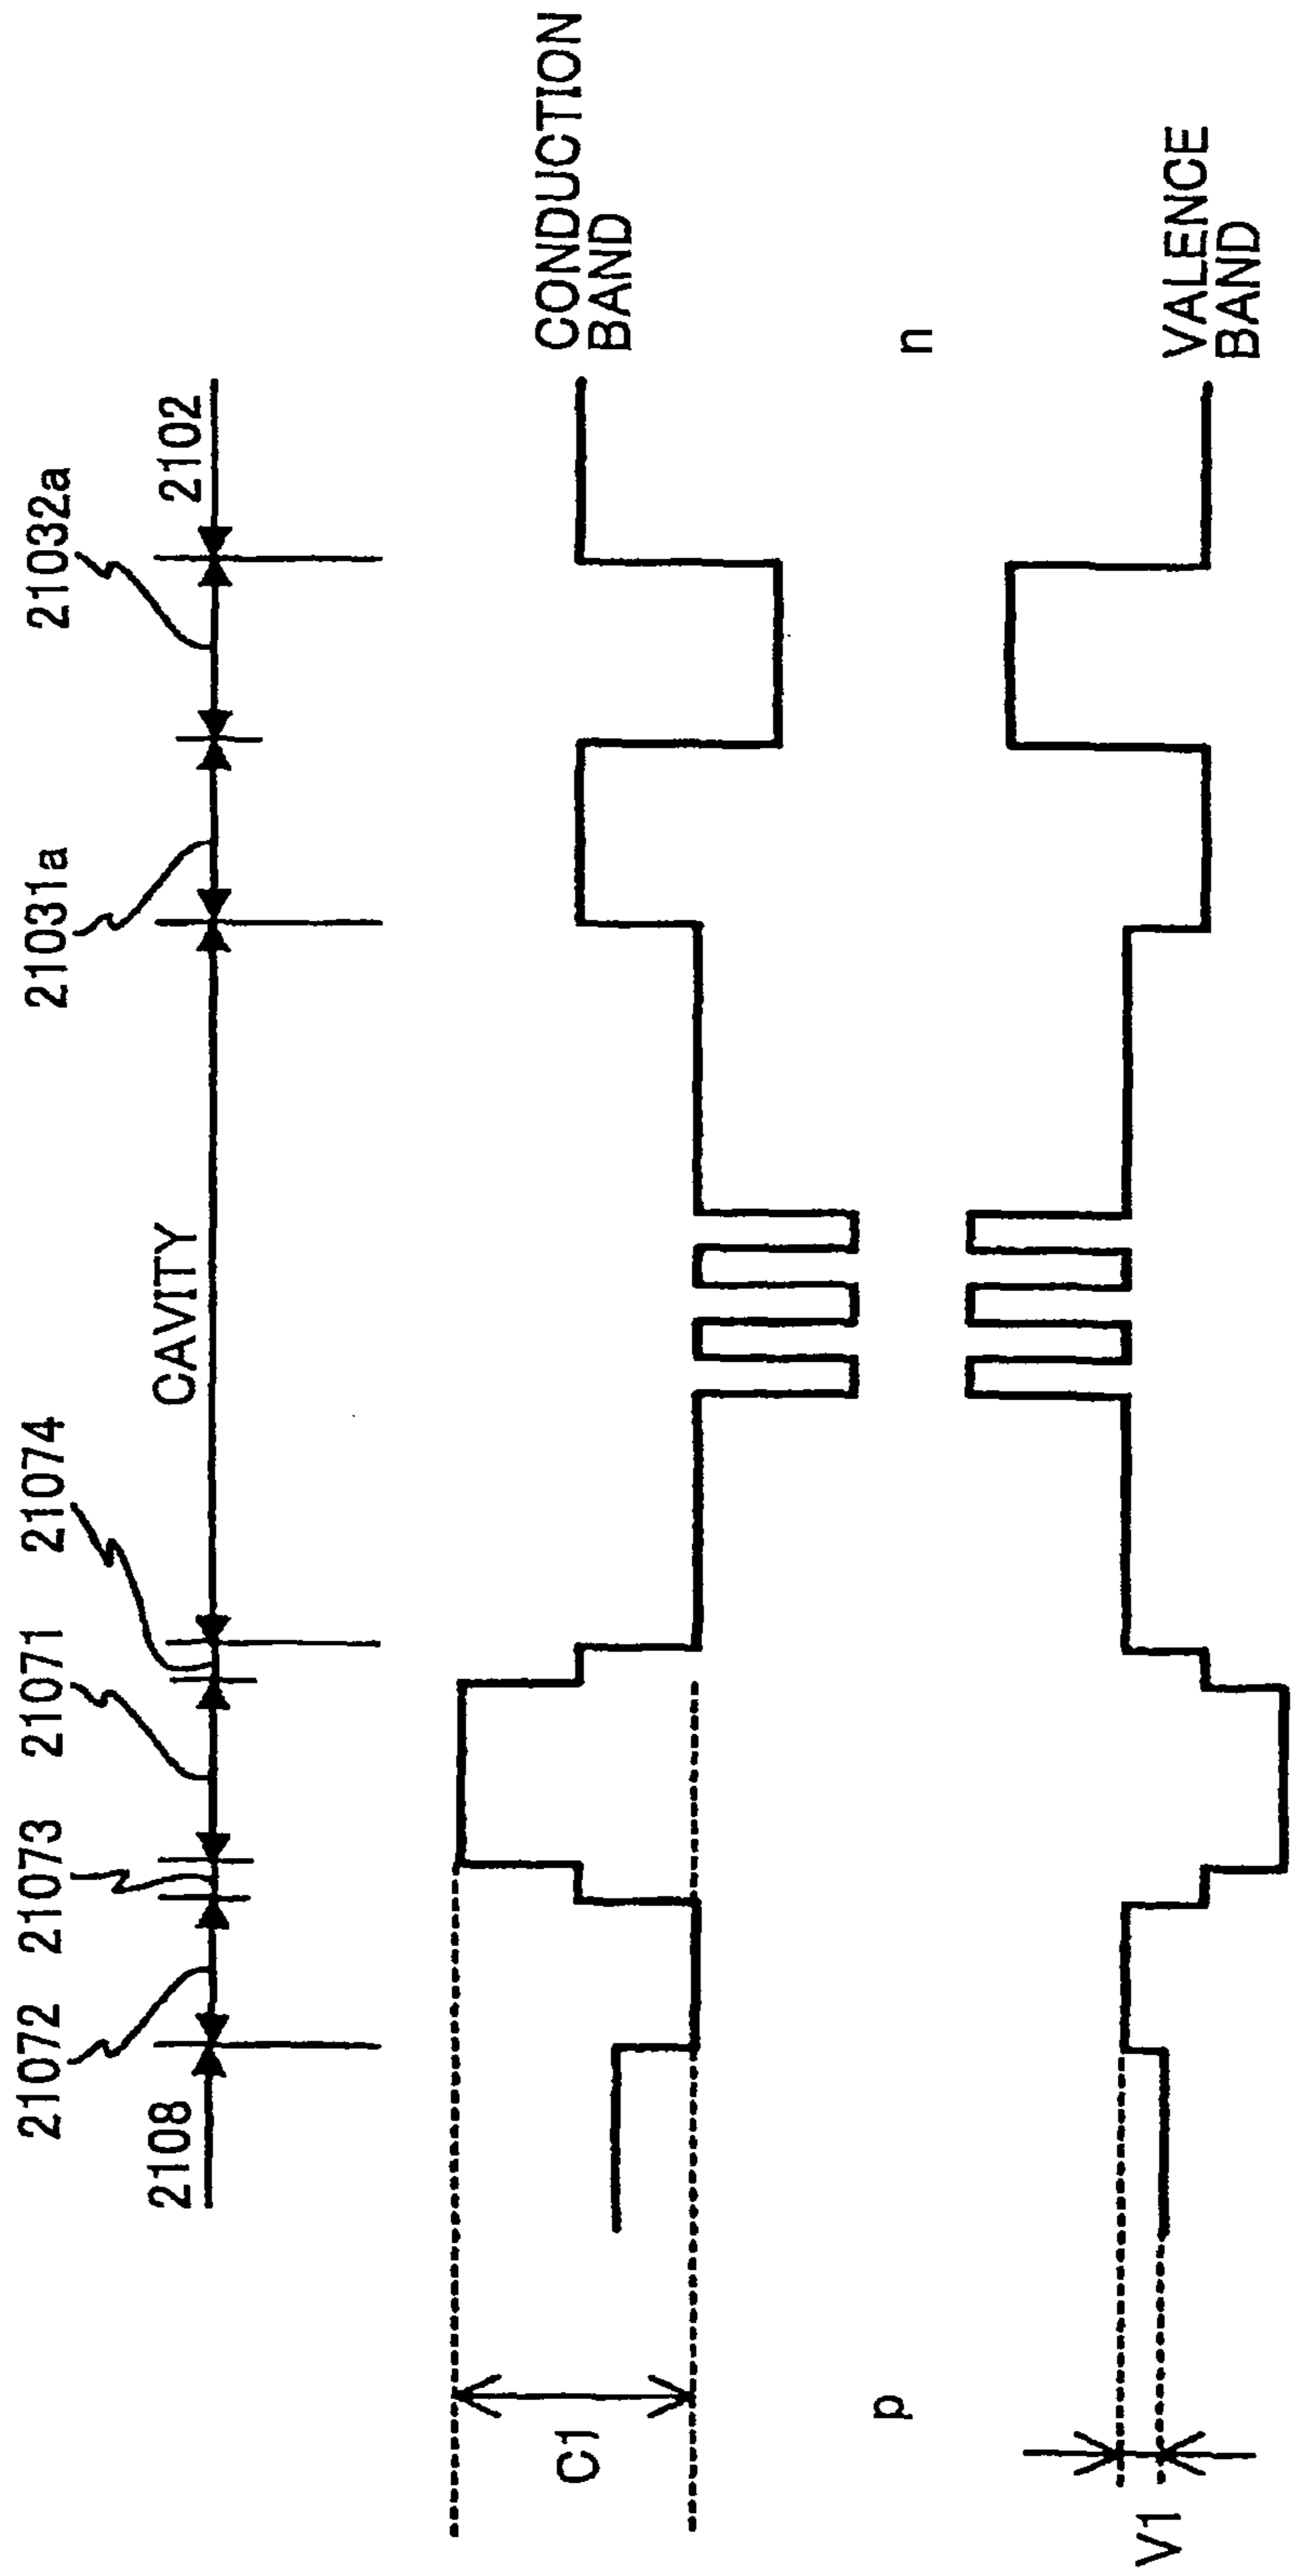 21072
21073
21071
21074
21031a
21032a
2108
CAVITY
2102
CONDUCTION
BAND
C1
p
n
V1
VALENCE
BAND